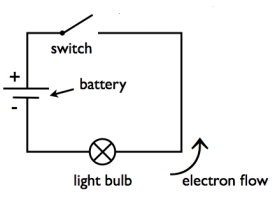 switch
+
battery
-
light bulb
electron flow